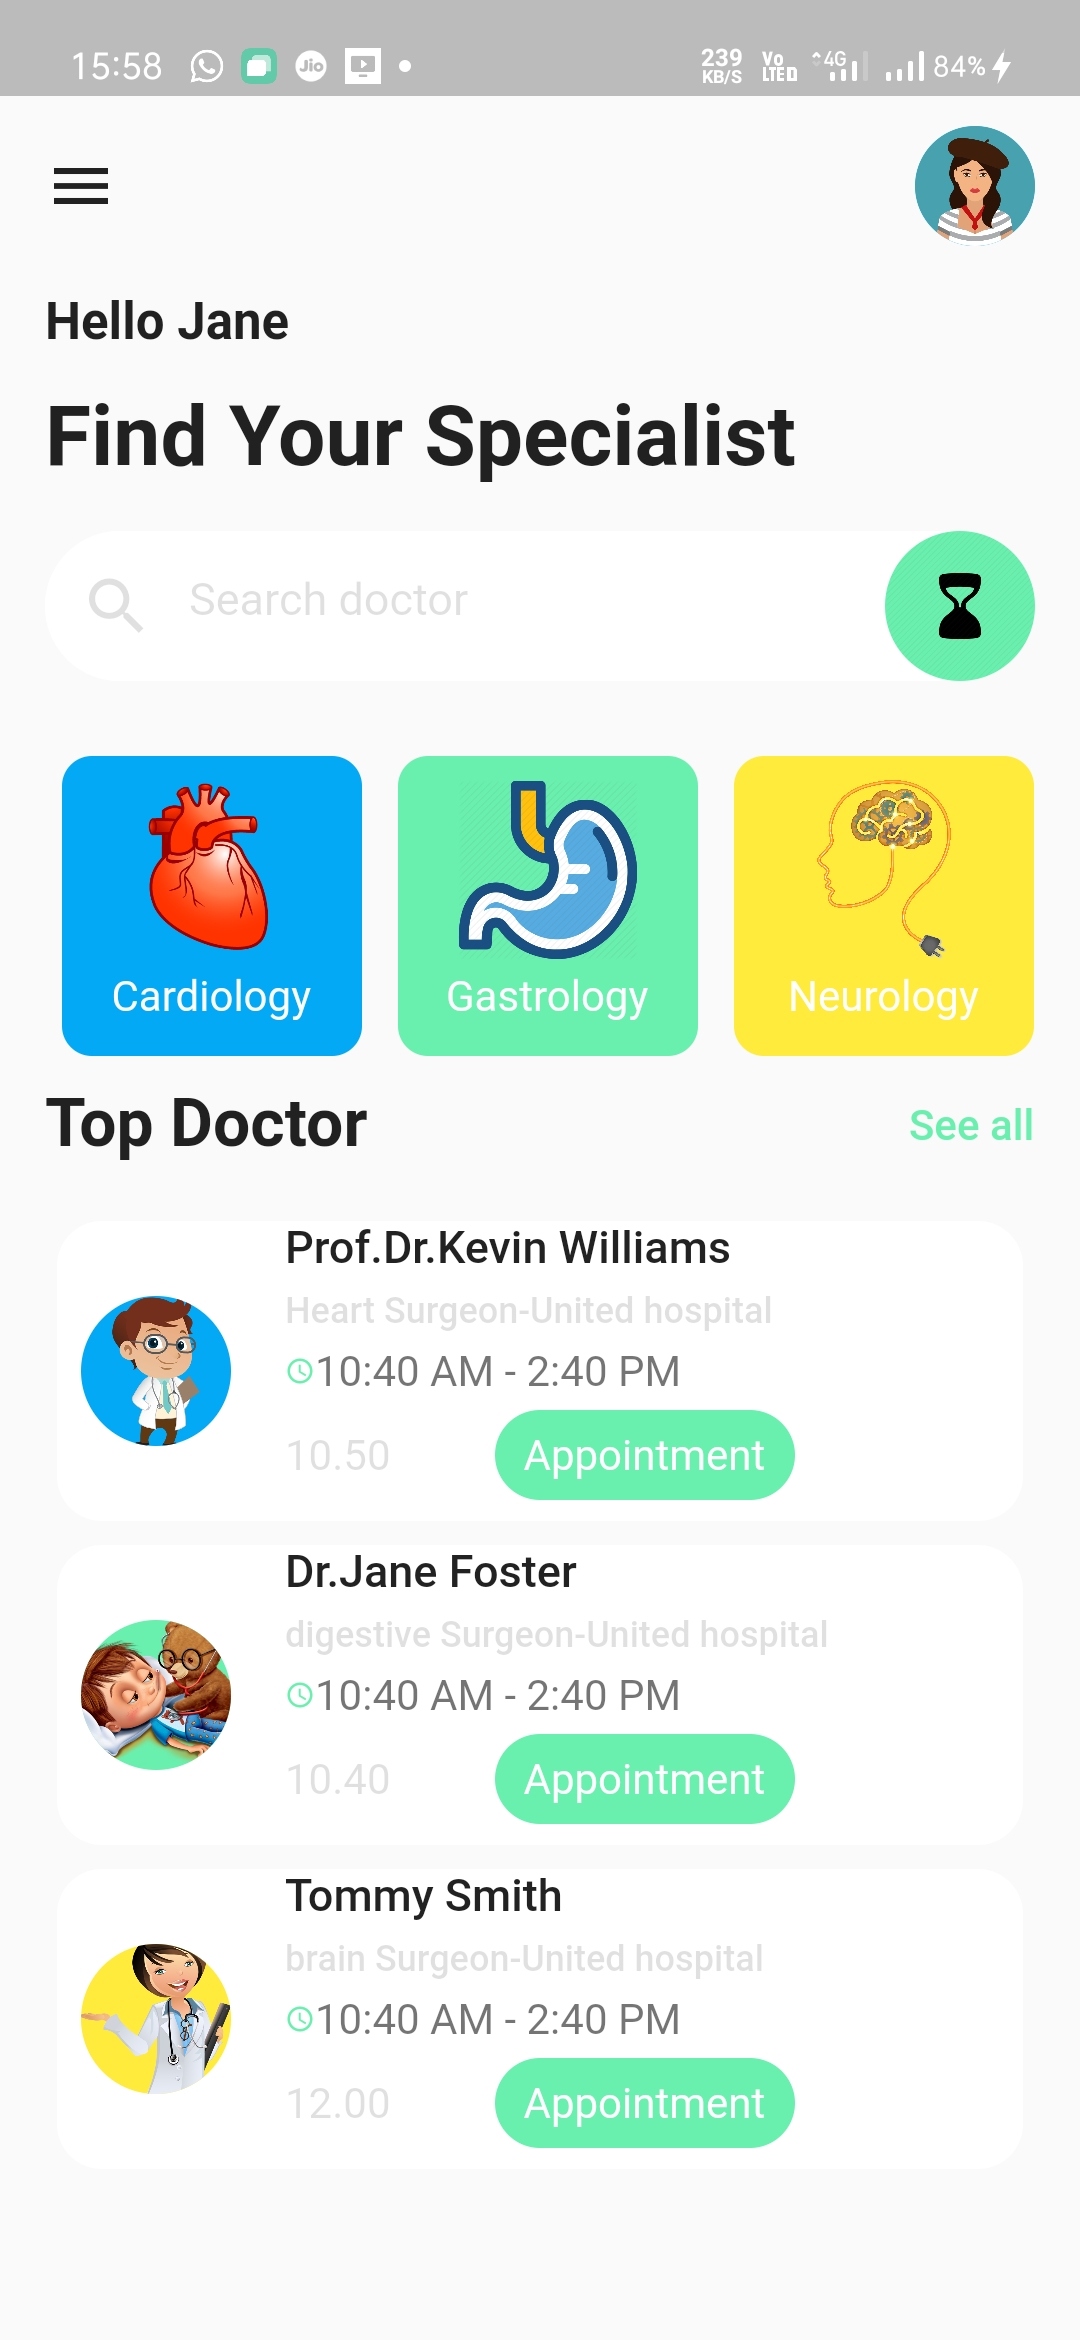 15:58 Jio 239 KB/S Vo LTE 4G 84%
Hello Jane
Find Your Specialist
Search doctor
Cardiology Gastrology Neurology
Top Doctor See all
Prof.Dr.Kevin Williams
Heart Surgeon-United hospital
10:40 AM - 2:40 PM
10.50 Appointment
Dr.Jane Foster
digestive Surgeon-United hospital
10:40 AM - 2:40 PM
10.40 Appointment
Tommy Smith
brain Surgeon-United hospital
10:40 AM - 2:40 PM
12.00 Appointment